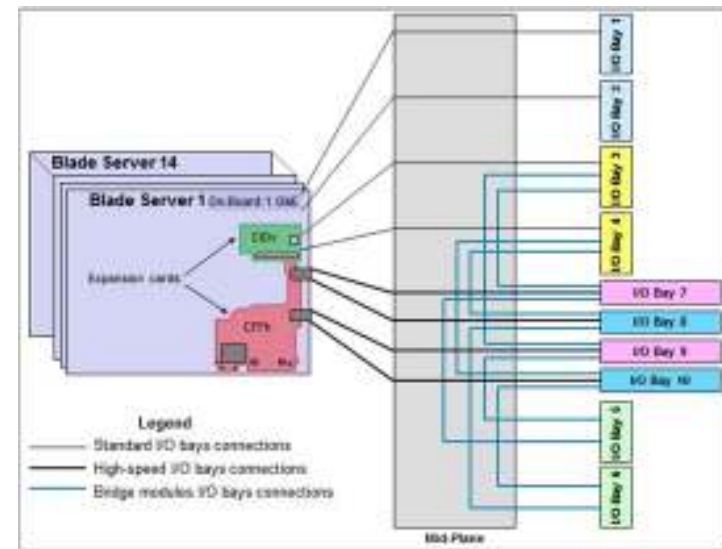 Blade Server 14
Blade Server 1 On-Board 1 GbE
CIOv
Expansion cards
CFFh
I/O Bay 1
I/O Bay 2
I/O Bay 3
I/O Bay 4
I/O Bay 7
I/O Bay 8
I/O Bay 9
I/O Bay 10
I/O Bay 5
I/O Bay 6
Legend
Standard I/O bays connections
High-speed I/O bays connections
Bridge modules I/O bays connections
Mid-Plane